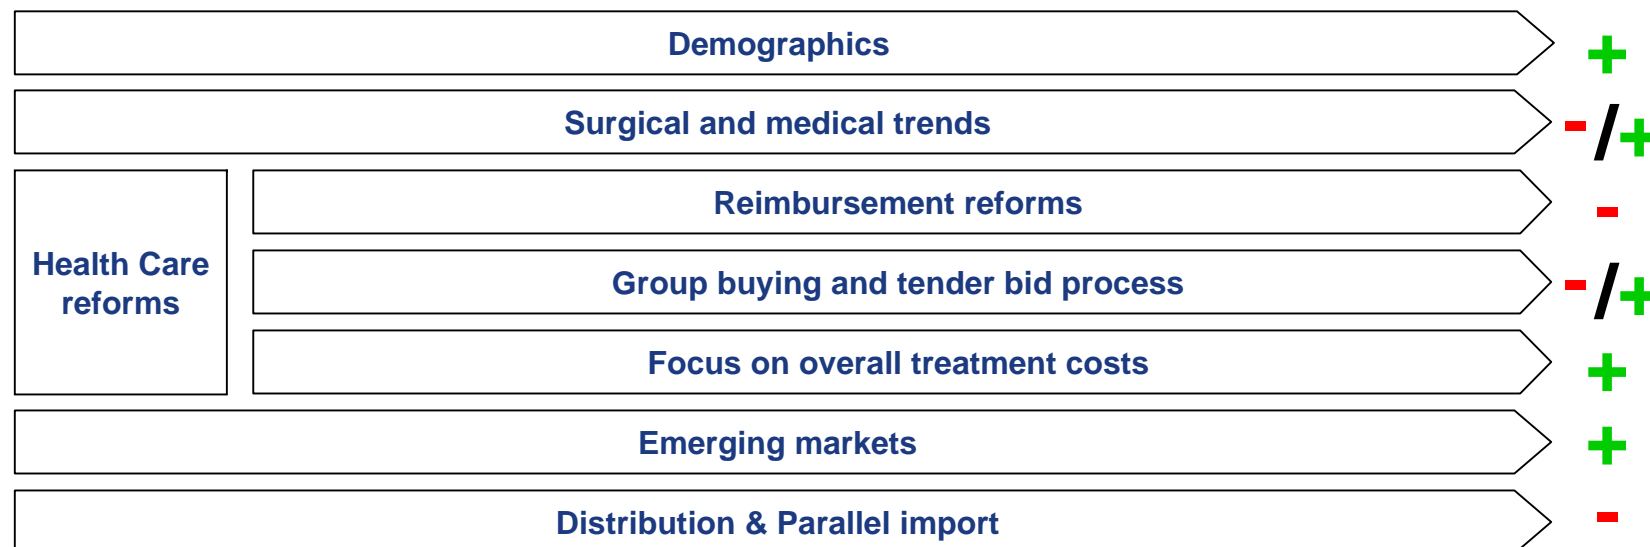 Demographics
+
Surgical and medical trends
-/+
Health Care
reforms
Reimbursement reforms
-
Group buying and tender bid process
-/+
Focus on overall treatment costs
+
Emerging markets
+
Distribution & Parallel import
-